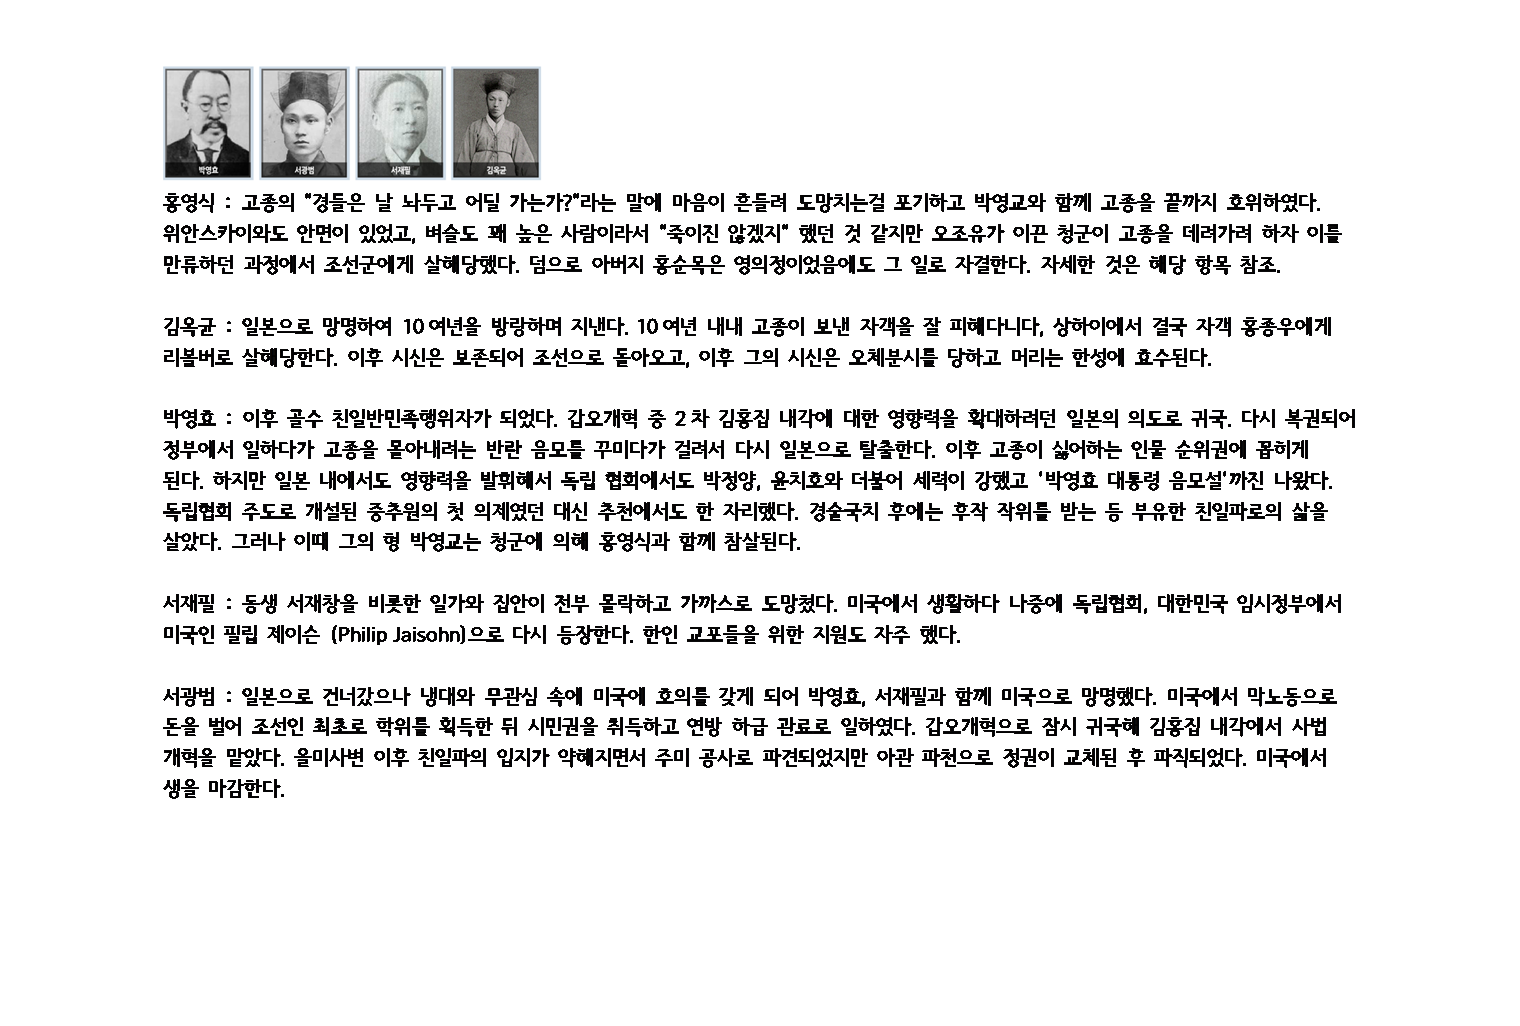 박영효 서광범 서재필 김옥균
홍영식 : 고종의 "경들은 날 놔두고 어딜 가는가?"라는 말에 마음이 흔들려 도망치는걸 포기하고 박영교와 함께 고종을 끝까지 호위하였다.
위안스카이와도 안면이 있었고, 벼슬도 꽤 높은 사람이라서 "죽이진 않겠지" 했던 것 같지만 오조유가 이끈 청군이 고종을 데려가려 하자 이를
만류하던 과정에서 조선군에게 살해당했다. 덤으로 아버지 홍순목은 영의정이었음에도 그 일로 자결한다. 자세한 것은 해당 항목 참조.
김옥균 : 일본으로 망명하여 10여년을 방랑하며 지낸다. 10여년 내내 고종이 보낸 자객을 잘 피해다니다, 상하이에서 결국 자객 홍종우에게
리볼버로 살해당한다. 이후 시신은 보존되어 조선으로 돌아오고, 이후 그의 시신은 오체분시를 당하고 머리는 한성에 효수된다.
박영효 : 이후 골수 친일반민족행위자가 되었다. 갑오개혁 중 2차 김홍집 내각에 대한 영향력을 확대하려던 일본의 의도로 귀국. 다시 복권되어
정부에서 일하다가 고종을 몰아내려는 반란 음모를 꾸미다가 걸려서 다시 일본으로 탈출한다. 이후 고종이 싫어하는 인물 순위권에 꼽히게
된다. 하지만 일본 내에서도 영향력을 발휘해서 독립 협회에서도 박정양, 윤치호와 더불어 세력이 강했고 '박영효 대통령 음모설'까진 나왔다.
독립협회 주도로 개설된 중추원의 첫 의제였던 대신 추천에서도 한 자리했다. 경술국치 후에는 후작 작위를 받는 등 부유한 친일파로의 삶을
살았다. 그러나 이때 그의 형 박영교는 청군에 의해 홍영식과 함께 참살된다.
서재필 : 동생 서재창을 비롯한 일가와 집안이 전부 몰락하고 가까스로 도망쳤다. 미국에서 생활하다 나중에 독립협회, 대한민국 임시정부에서
미국인 필립 제이슨 (Philip Jaisohn)으로 다시 등장한다. 한인 교포들을 위한 지원도 자주 했다.
서광범 : 일본으로 건너갔으나 냉대와 무관심 속에 미국에 호의를 갖게 되어 박영효, 서재필과 함께 미국으로 망명했다. 미국에서 막노동으로
돈을 벌어 조선인 최초로 학위를 획득한 뒤 시민권을 취득하고 연방 하급 관료로 일하였다. 갑오개혁으로 잠시 귀국해 김홍집 내각에서 사법
개혁을 맡았다. 을미사변 이후 친일파의 입지가 약해지면서 주미 공사로 파견되었지만 아관 파천으로 정권이 교체된 후 파직되었다. 미국에서
생을 마감한다.